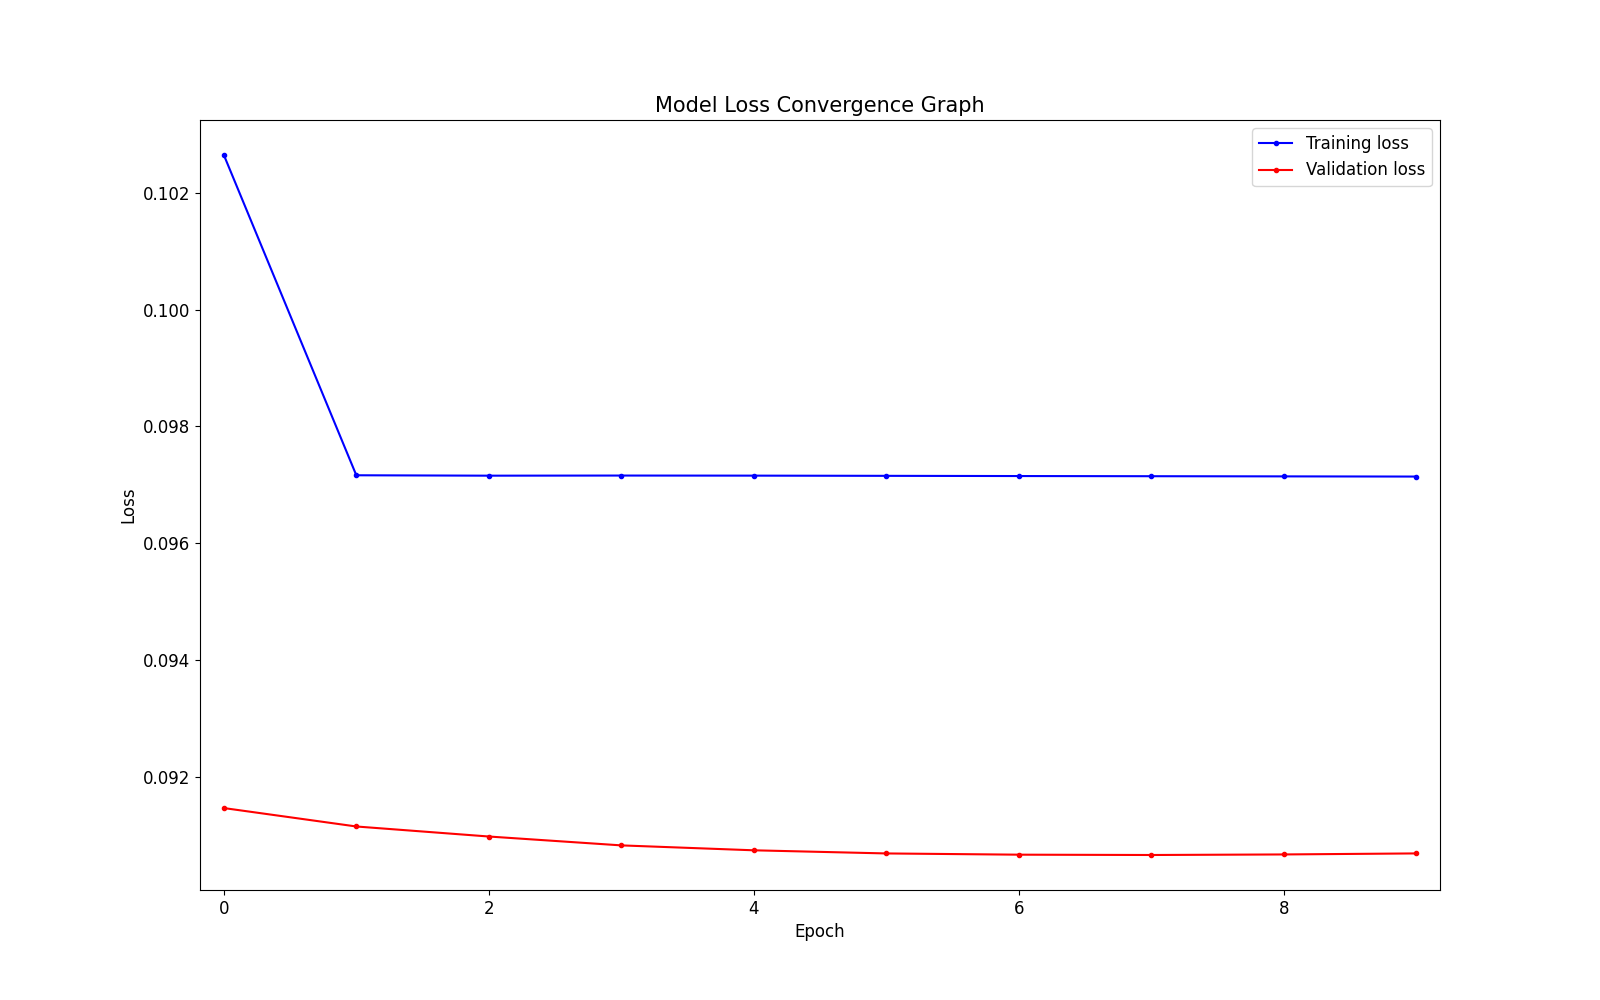 Model Loss Convergence Graph
Training loss
Validation loss
0.102
0.100
0.098
0.096
0.094
0.092
Loss
0
2
4
6
8
Epoch